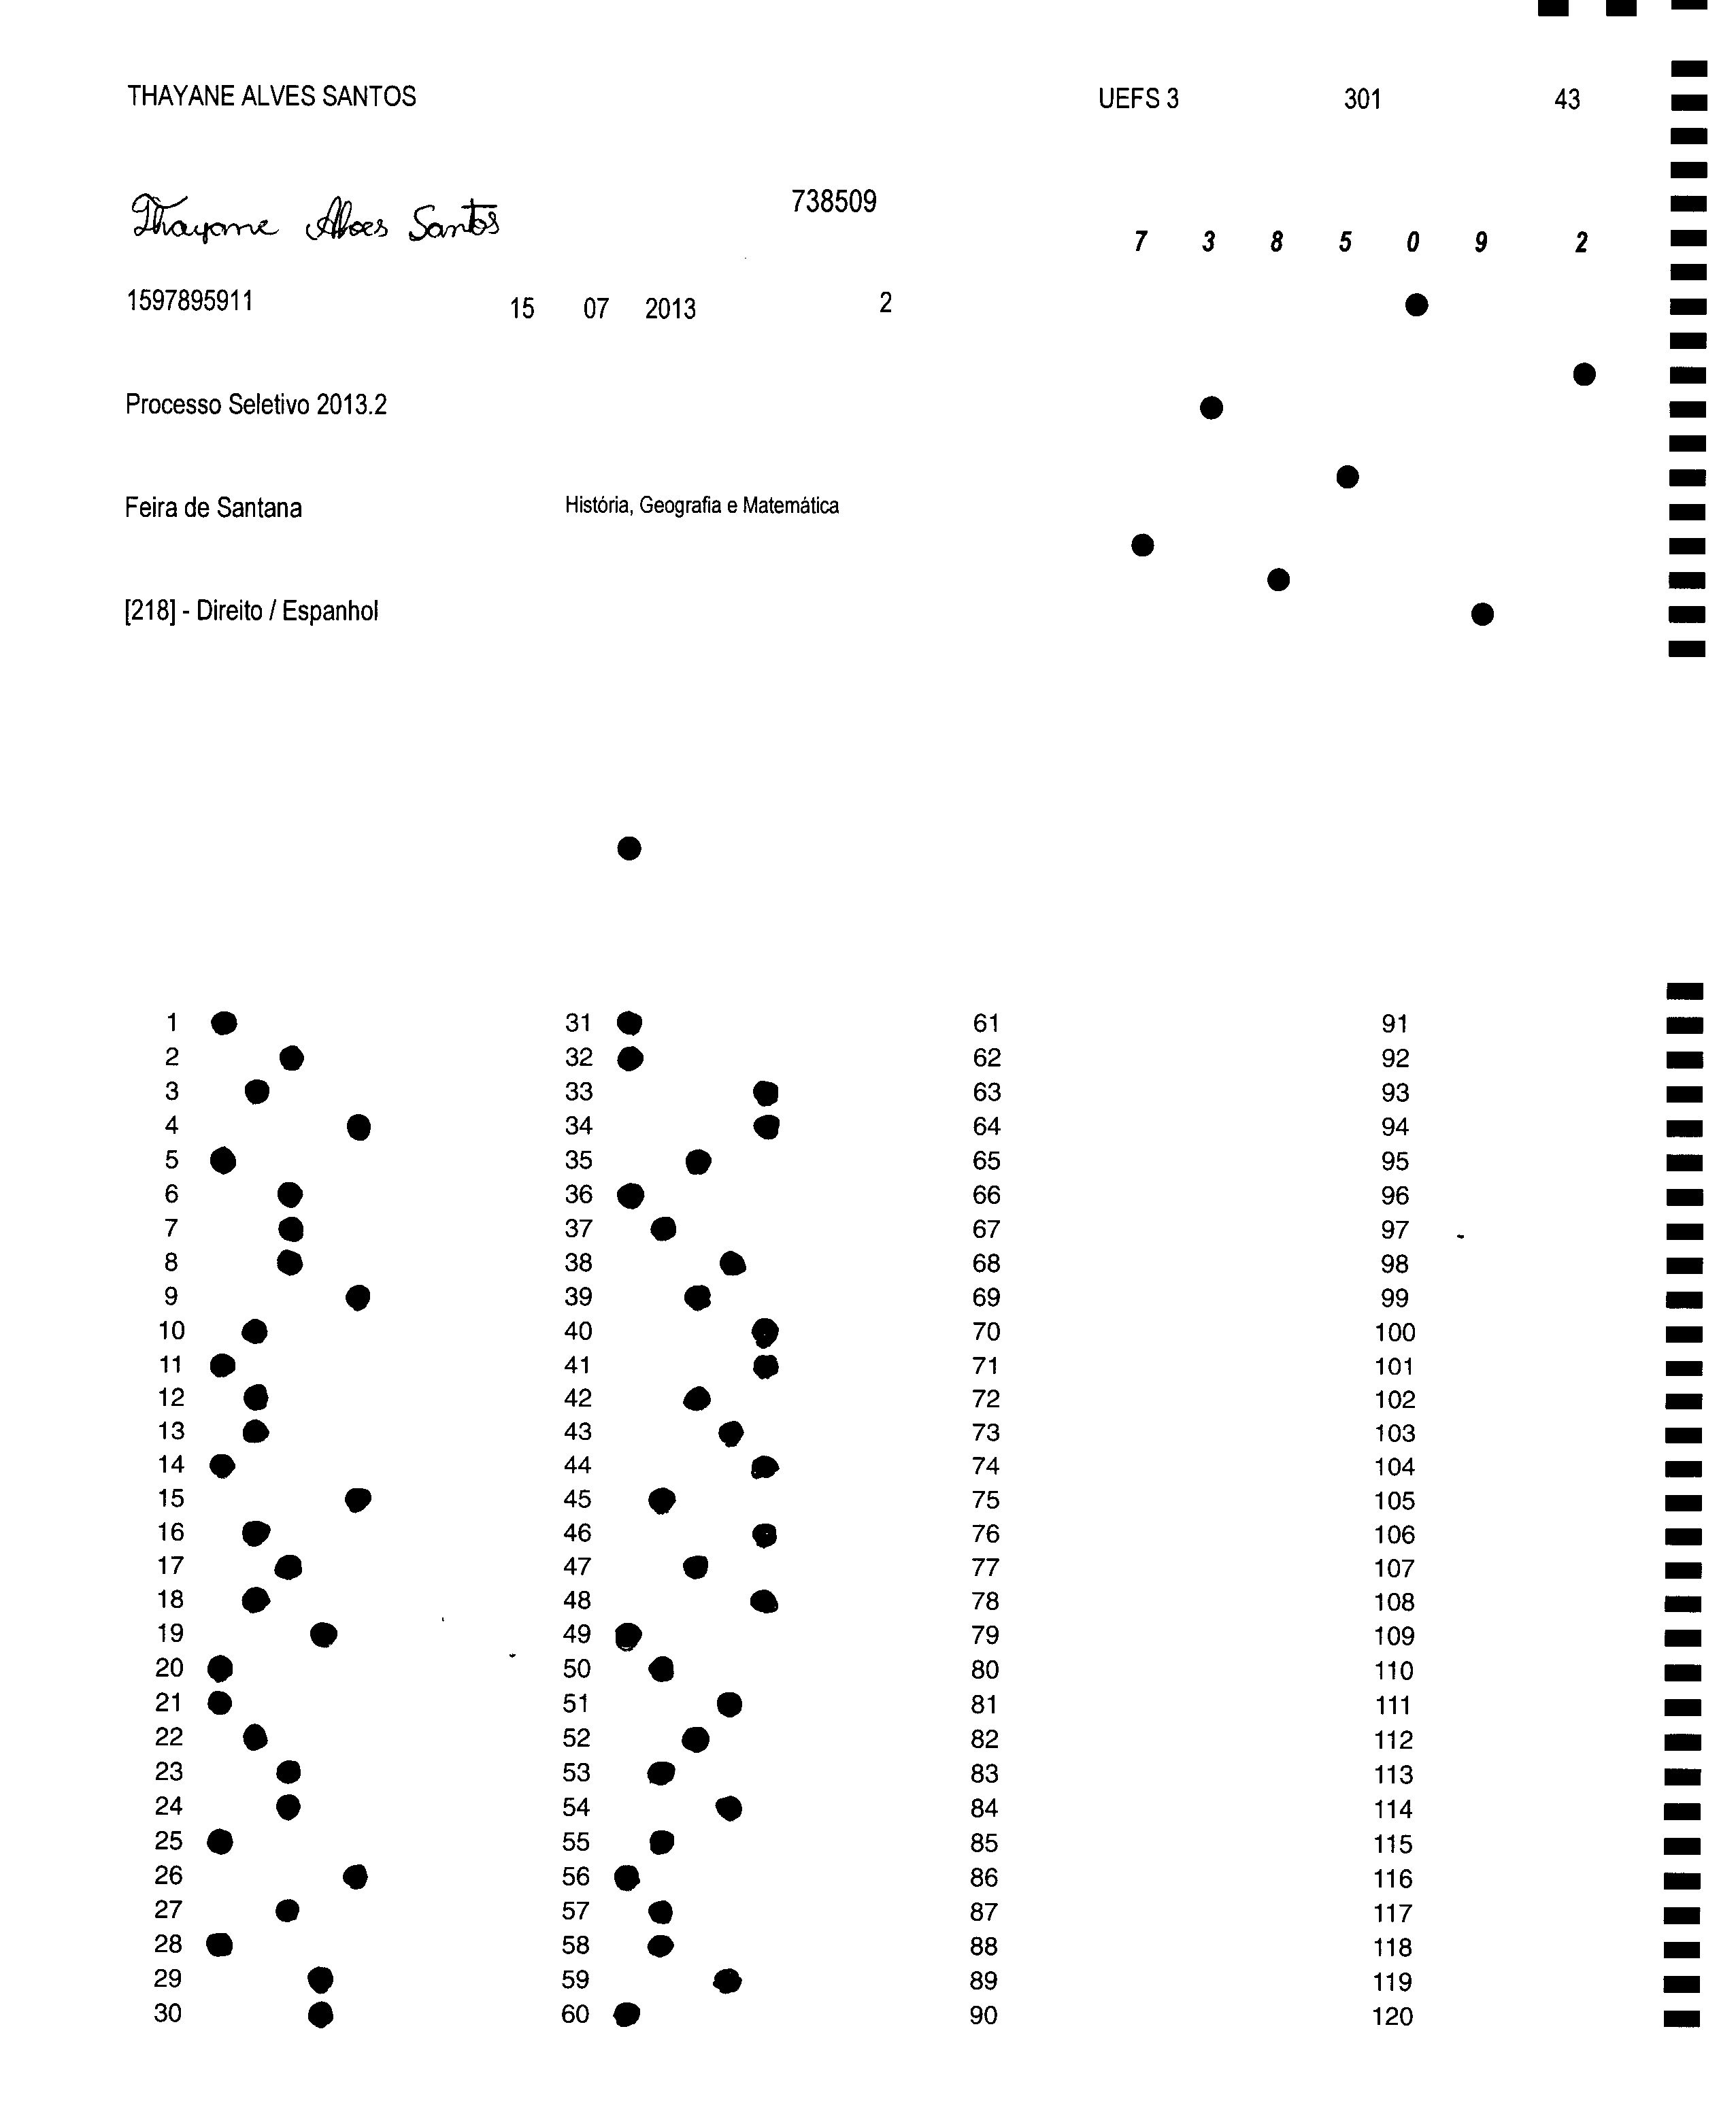 THAYANE ALVES SANTOS UEFS 3 301 43
Thayane Alves Santos 738509
7 3 8 5 0 9 2
1597895911 15 07 2013 2
Processo Seletivo 2013.2
Feira de Santana História, Geografia e Matemática
[218] - Direito / Espanhol
1 31 61 91
2 32 62 92
3 33 63 93
4 34 64 94
5 35 65 95
6 36 66 96
7 37 67 97
8 38 68 98
9 39 69 99
10 40 70 100
11 41 71 101
12 42 72 102
13 43 73 103
14 44 74 104
15 45 75 105
16 46 76 106
17 47 77 107
18 48 78 108
19 49 79 109
20 50 80 110
21 51 81 111
22 52 82 112
23 53 83 113
24 54 84 114
25 55 85 115
26 56 86 116
27 57 87 117
28 58 88 118
29 59 89 119
30 60 90 120